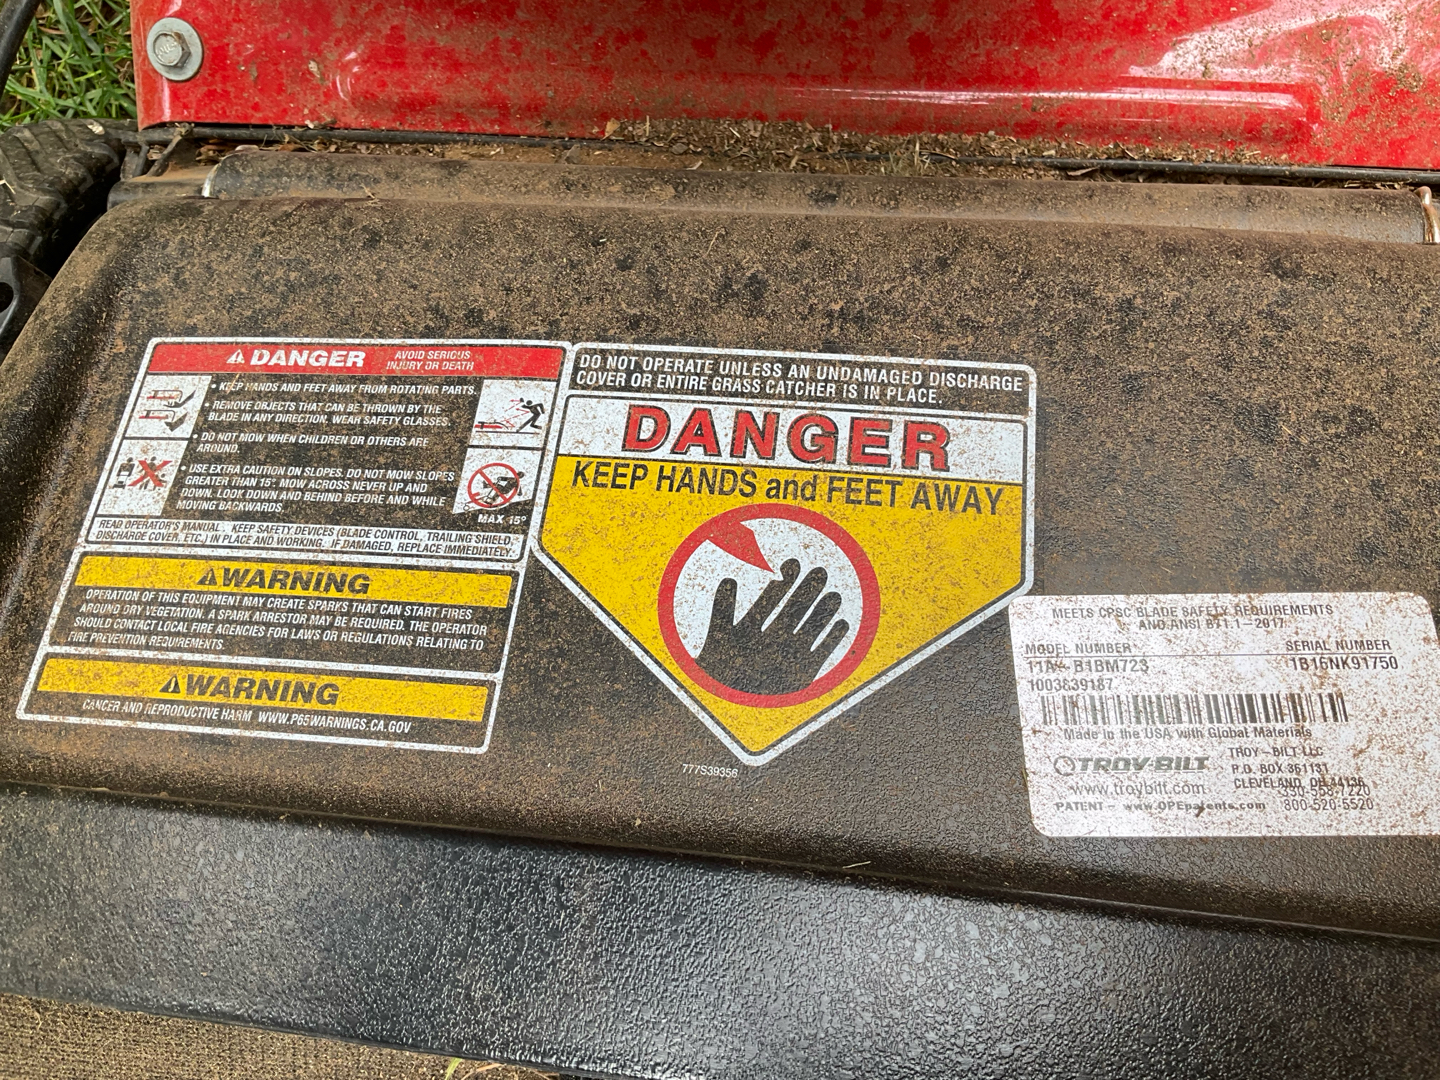 ⚠ DANGER
AVOID SERIOUS
INJURY OR DEATH
• KEEP HANDS AND FEET AWAY FROM ROTATING PARTS.
• REMOVE OBJECTS THAT CAN BE THROWN BY THE
BLADE IN ANY DIRECTION. WEAR SAFETY GLASSES.
• DO NOT MOW WHEN CHILDREN OR OTHERS ARE
AROUND.
• USE EXTRA CAUTION ON SLOPES. DO NOT MOW SLOPES
GREATER THAN 15°. MOW ACROSS NEVER UP AND
DOWN. LOOK DOWN AND BEHIND BEFORE AND WHILE
MOVING BACKWARDS.
MAX 15°
READ OPERATOR'S MANUAL. KEEP SAFETY DEVICES (BLADE CONTROL, TRAILING SHIELD,
DISCHARGE COVER, ETC.) IN PLACE AND WORKING. IF DAMAGED, REPLACE IMMEDIATELY.
⚠WARNING
OPERATION OF THIS EQUIPMENT MAY CREATE SPARKS THAT CAN START FIRES
AROUND DRY VEGETATION. A SPARK ARRESTOR MAY BE REQUIRED. THE OPERATOR
SHOULD CONTACT LOCAL FIRE AGENCIES FOR LAWS OR REGULATIONS RELATING TO
FIRE PREVENTION REQUIREMENTS.
⚠WARNING
CANCER AND REPRODUCTIVE HARM WWW.P65WARNINGS.CA.GOV
DO NOT OPERATE UNLESS AN UNDAMAGED DISCHARGE
COVER OR ENTIRE GRASS CATCHER IS IN PLACE.
DANGER
KEEP HANDS and FEET AWAY
777S39356
MEETS CPSC BLADE SAFETY REQUIREMENTS
AND ANSI B71.1-2017
MODEL NUMBER SERIAL NUMBER
11A-B1BM723 1B16NK91750
1003839187
Made in the USA with Global Materials
TROY-BILT
TROY-BILT LLC
P.O. BOX 361131
CLEVELAND, OH 44136
www.troybilt.com 330-558-7220
PATENT - www.OPEpatents.com 800-520-5520